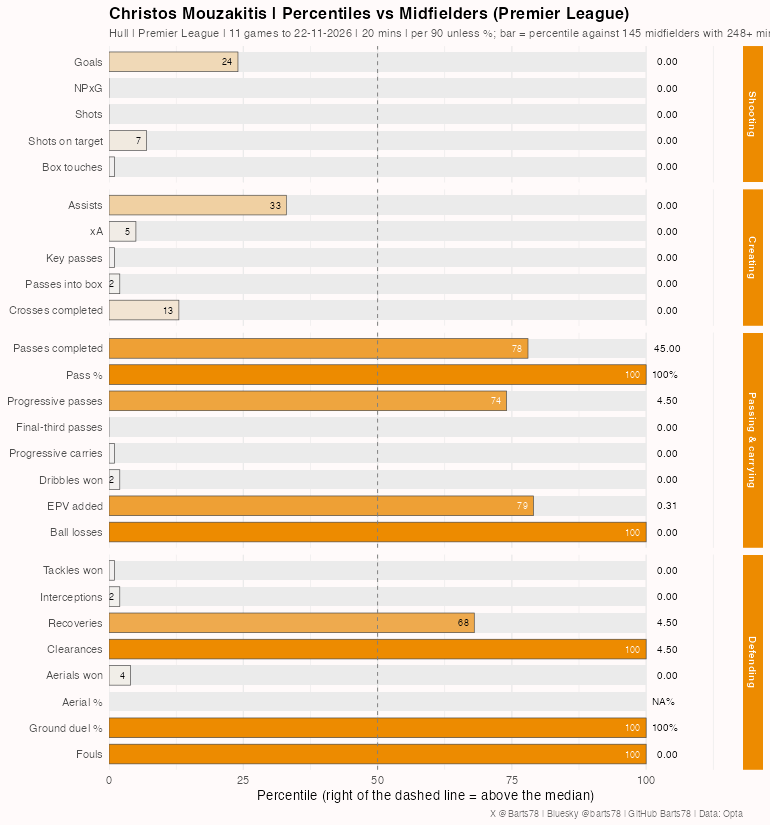 Christos Mouzakitis | Percentiles vs Midfielders (Premier League)
Hull | Premier League | 11 games to 22-11-2026 | 20 mins | per 90 unless %; bar = percentile against 145 midfielders with 248+ min
Goals 24 0.00
NPxG 0.00
Shots 0.00
Shots on target 7 0.00
Box touches 0.00
Shooting
Assists 33 0.00
xA 5 0.00
Key passes 0.00
Passes into box 2 0.00
Crosses completed 13 0.00
Creating
Passes completed 78 45.00
Pass % 100 100%
Progressive passes 74 4.50
Final-third passes 0.00
Progressive carries 0.00
Dribbles won 2 0.00
EPV added 79 0.31
Ball losses 100 0.00
Passing & carrying
Tackles won 0.00
Interceptions 2 0.00
Recoveries 68 4.50
Clearances 100 4.50
Aerials won 4 0.00
Aerial % NA%
Ground duel % 100 100%
Fouls 100 0.00
Defending
0 25 50 75 100
Percentile (right of the dashed line = above the median)
X @Barts78 | Bluesky @barts78 | GitHub Barts78 | Data: Opta